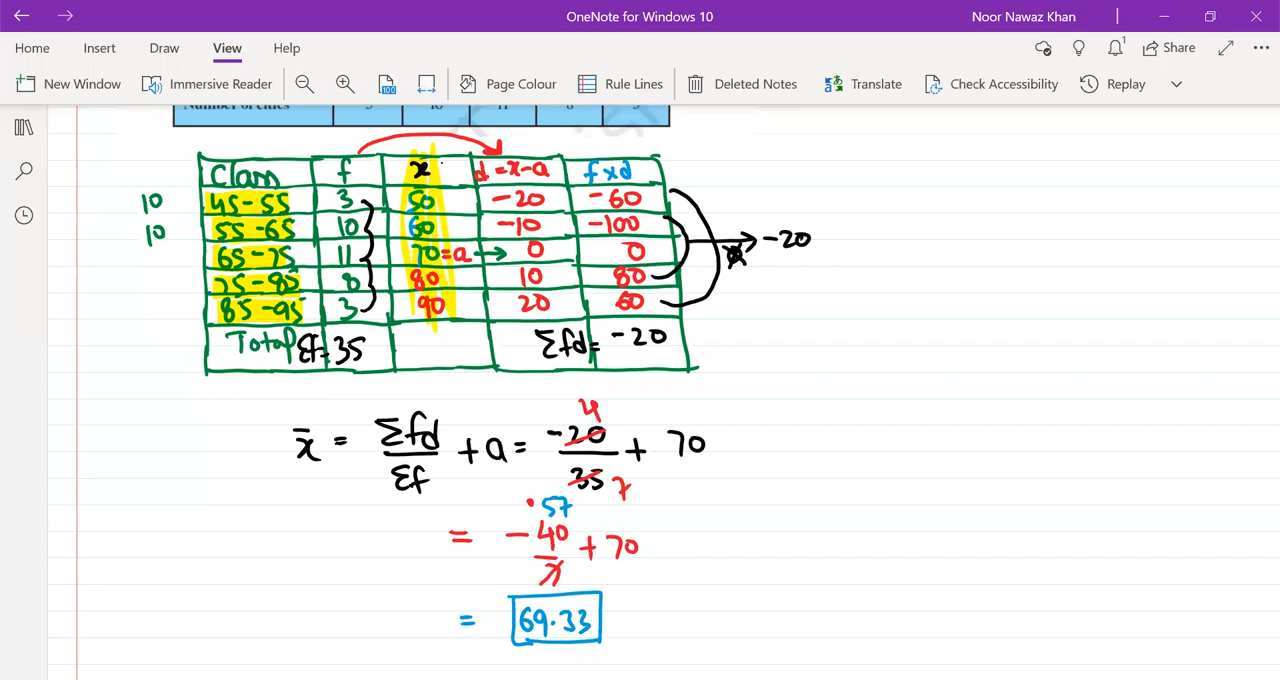 OneNote for Windows 10
Noor Nawaz Khan
Home Insert Draw View Help
1
Share
New Window Immersive Reader 100 Page Colour Rule Lines Deleted Notes Translate Check Accessibility Replay
Class f x d = x-a f x d
10 45-55 3 50 -20 -60
10 55-65 10 60 -10 -100
65-75 11 70 = a → 0 0
75-80 8 80 10 80
85-95 3 90 20 60
→ -20
Total Σf=35 Σfd = -20
x̄ = Σfd/Σf + a = -20/35 + 70
4
7
.57
= -40/7 + 70
= 69.33